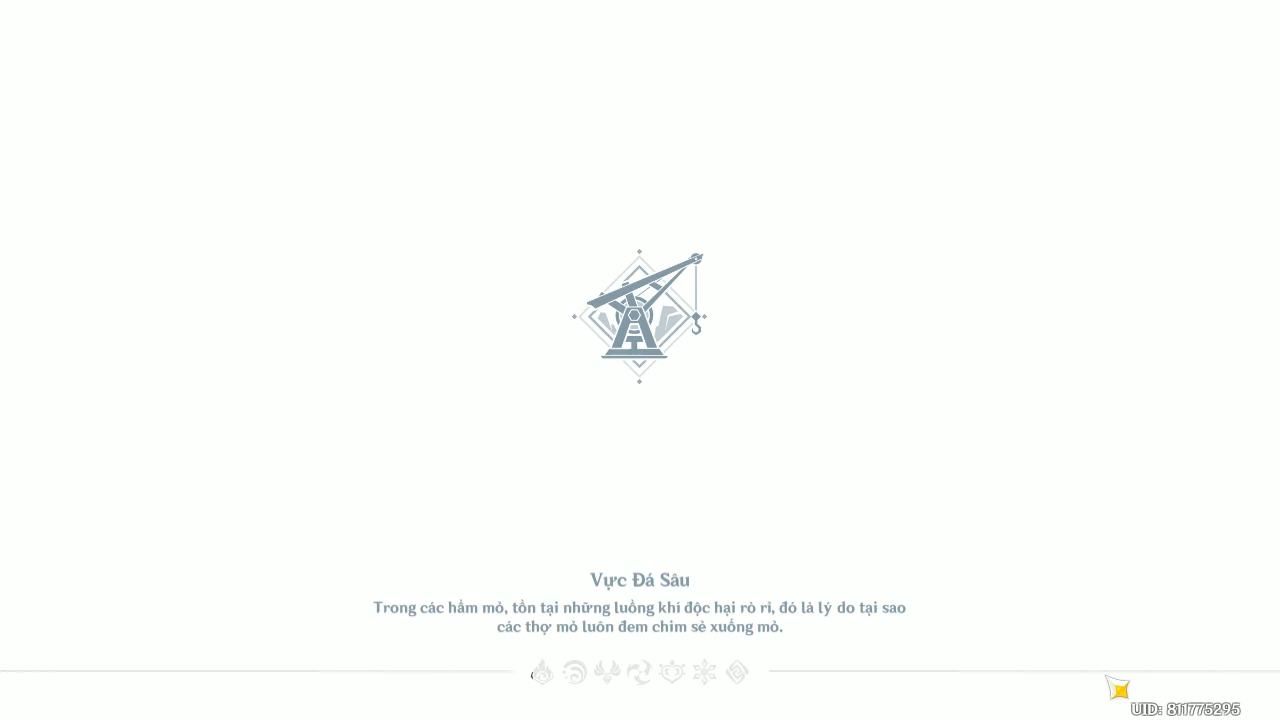 Vực Đá Sâu
Trong các hầm mỏ, tồn tại những luồng khí độc hại rò rỉ, đó là lý do tại sao
các thợ mỏ luôn đem chim sẻ xuống mỏ.
UID: 811775295